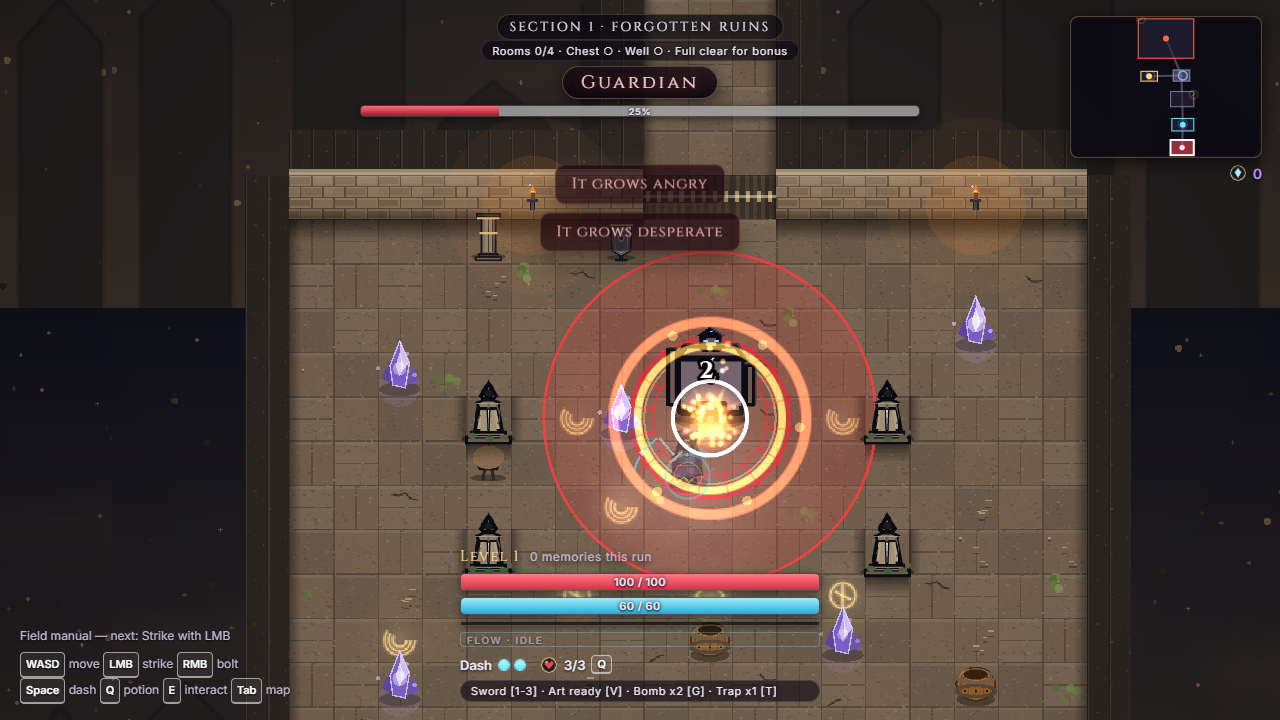 SECTION 1 · FORGOTTEN RUINS
Rooms 0/4 · Chest ○ · Well ○ · Full clear for bonus
GUARDIAN
25%
0
IT GROWS ANGRY
IT GROWS DESPERATE
2
LEVEL 1 0 memories this run
100 / 100
60 / 60
FLOW · IDLE
Dash 3/3 Q
Sword [1-3] · Art ready [V] · Bomb x2 [G] · Trap x1 [T]
Field manual — next: Strike with LMB
WASD move LMB strike RMB bolt
Space dash Q potion E interact Tab map